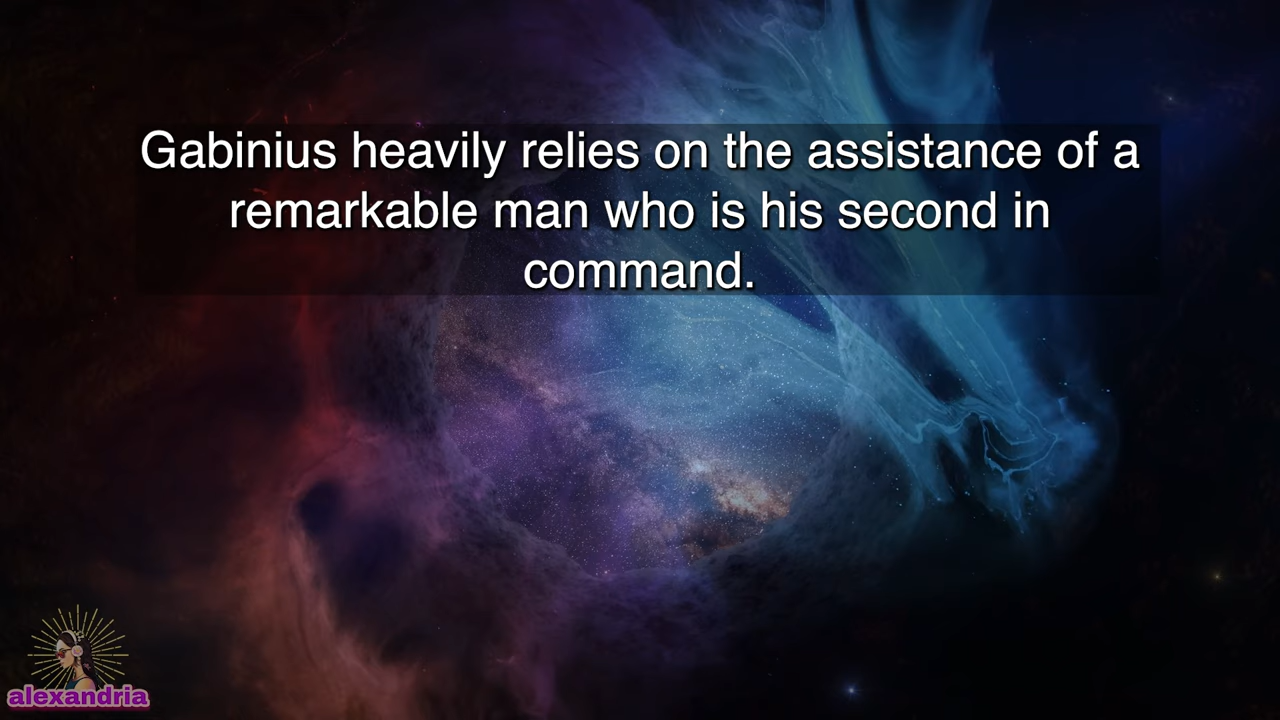 Gabinius heavily relies on the assistance of a
remarkable man who is his second in
command.
alexandria